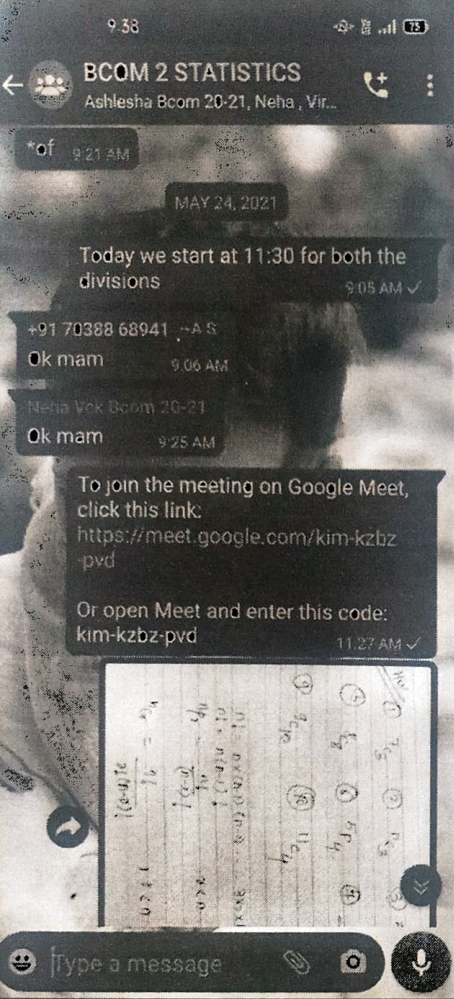 9.38
75
BCOM 2 STATISTICS
Ashlesha Bcom 20-21, Neha , Vir...
*of 9:21 AM
MAY 24, 2021
Today we start at 11:30 for both the
divisions
9:05 AM
+91 70388 68941 ~A S
Ok mam
9.06 AM
Neha Vck Bcom 20-21
Ok mam
9:25 AM
To join the meeting on Google Meet,
click this link:
https://meet.google.com/kim-kzbz
-pvd
Or open Meet and enter this code:
kim-kzbz-pvd
11.27 AM
Type a message